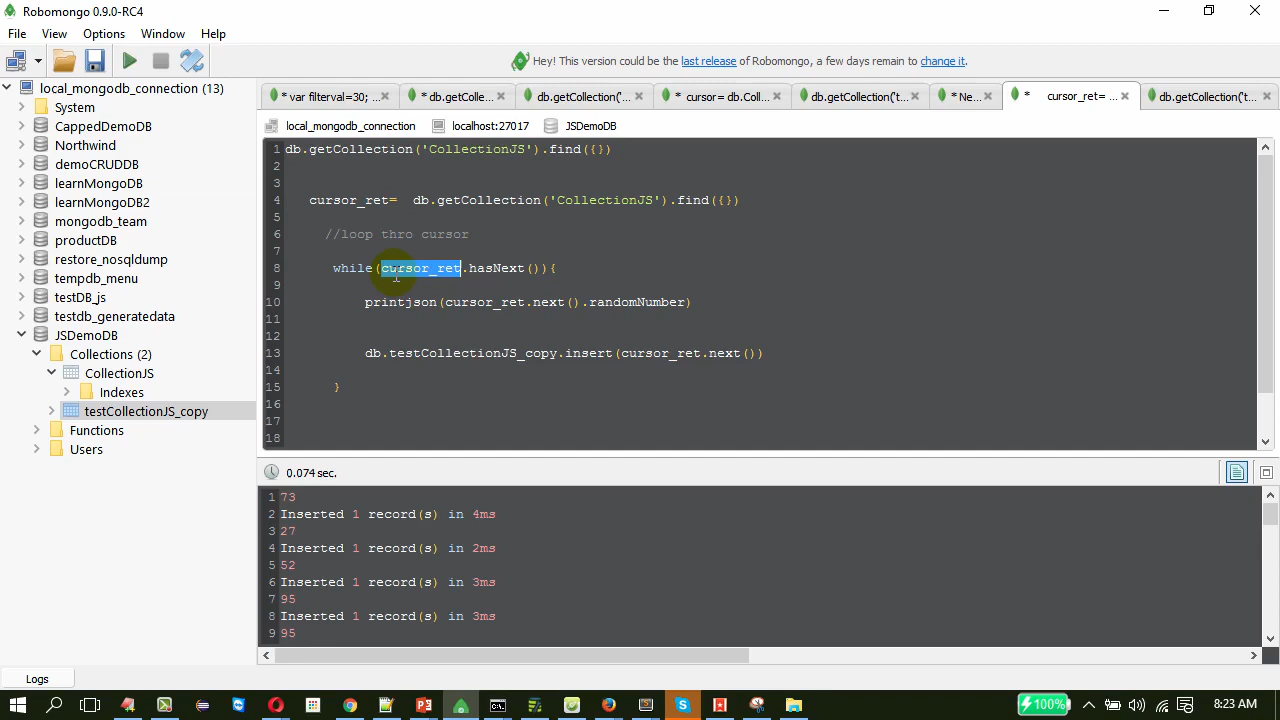 Robomongo 0.9.0-RC4
File View Options Window Help
Hey! This version could be the last release of Robomongo, a few days remain to change it.
local_mongodb_connection (13)
System
CappedDemoDB
Northwind
demoCRUDDB
learnMongoDB
learnMongoDB2
mongodb_team
productDB
restore_nosqldump
tempdb_menu
testDB_js
testdb_generatedata
JSDemoDB
Collections (2)
CollectionJS
Indexes
testCollectionJS_copy
Functions
Users
Logs
* var filterval=30; ... * db.getColle... db.getCollection('... * cursor= db. Coll... db.getCollection('t... * Ne... * cursor_ret= ... db.getCollection('t...
local_mongodb_connection localhost:27017 JSDemoDB
1 db.getCollection('CollectionJS').find({})
2
3
4 cursor_ret= db.getCollection('CollectionJS').find({})
5
6 //loop thro cursor
7
8 while(cursor_ret.hasNext()){
9
10 printjson(cursor_ret.next().randomNumber)
11
12
13 db.testCollectionJS_copy.insert(cursor_ret.next())
14
15 }
16
17
18
0.074 sec.
1 73
2 Inserted 1 record(s) in 4ms
3 27
4 Inserted 1 record(s) in 2ms
5 52
6 Inserted 1 record(s) in 3ms
7 95
8 Inserted 1 record(s) in 3ms
9 95
100% 8:23 AM